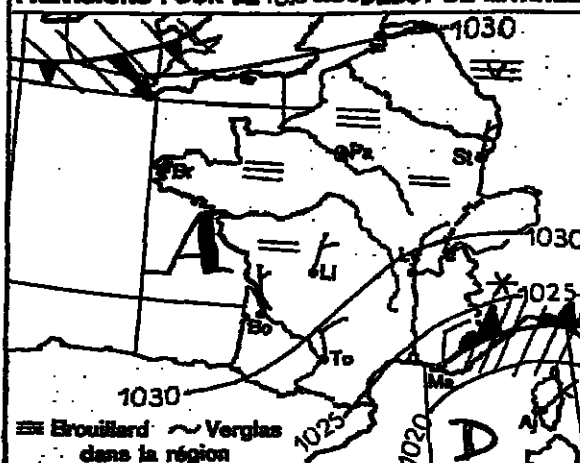 1030
Pa
St
Br
1030
A
Li
1025
Bo
To
Ma
1030
1025
1020
D
Brouillard Verglas
dans la région